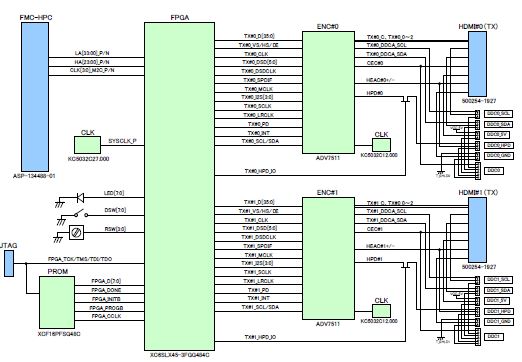 FMC-HPC
FPGA
ENC#0
HDMI#0 (TX)
TX#0_D[35:0]
TX#0_VS/HS/DE
TX#0_CLK
TX#0_DSD[5:0]
TX#0_DSDCLK
TX#0_SPDIF
TX#0_MCLK
TX#0_I2S[3:0]
TX#0_SCLK
TX#0_LRCLK
TX#0_PD
TX#0_INT
TX#0_SCL/SDA
TX#0_HPD_IO
TX#0_C, TX#0_0~2
TX#0_DDCA_SCL
TX#0_DDCA_SDA
CEC#0
HEAC#0+/-
HPD#0
500254-1927
DDC0_SCL
DDC0_SDA
DDC0_5V
DDC0_HPD
DDC0_GND
DDC0
LA[33:00]_P/N
HA[23:00]_P/N
CLK[3:0]_M2C_P/N
CLK
SYSCLK_P
KC5032C27.000
ASP-134488-01
CLK
KC5032C12.000
ADV7511
LED[7:0]
DSW[7:0]
RSW[3:0]
JTAG
FPGA_TCK/TMS/TDI/TDO
PROM
FPGA_D[7:0]
FPGA_DONE
FPGA_INITB
FPGA_PROGB
FPGA_CCLK
XCF16PFSG48C
XC6SLX45-3FGG484C
ENC#1
HDMI#1 (TX)
TX#1_D[35:0]
TX#1_VS/HS/DE
TX#1_CLK
TX#1_DSD[5:0]
TX#1_DSDCLK
TX#1_SPDIF
TX#1_MCLK
TX#1_I2S[3:0]
TX#1_SCLK
TX#1_LRCLK
TX#1_PD
TX#1_INT
TX#1_SCL/SDA
TX#1_HPD_IO
TX#1_C, TX#1_0~2
TX#1_DDCA_SCL
TX#1_DDCA_SDA
CEC#1
HEAC#1+/-
HPD#1
500254-1927
DDC1_SCL
DDC1_SDA
DDC1_5V
DDC1_HPD
DDC1_GND
DDC1
CLK
KC5032C12.000
ADV7511